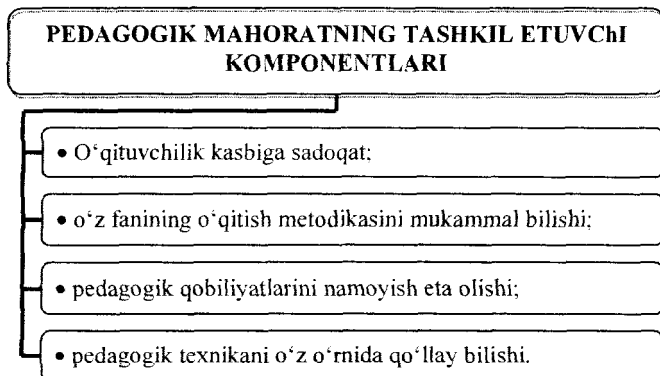 PEDAGOGIK MAHORATNING TASHKIL ETUVChI
KOMPONENTLARI
• O‘qituvchilik kasbiga sadoqat;
• o‘z fanining o‘qitish metodikasini mukammal bilishi;
• pedagogik qobiliyatlarini namoyish eta olishi;
• pedagogik texnikani o‘z o‘rnida qo‘llay bilishi.